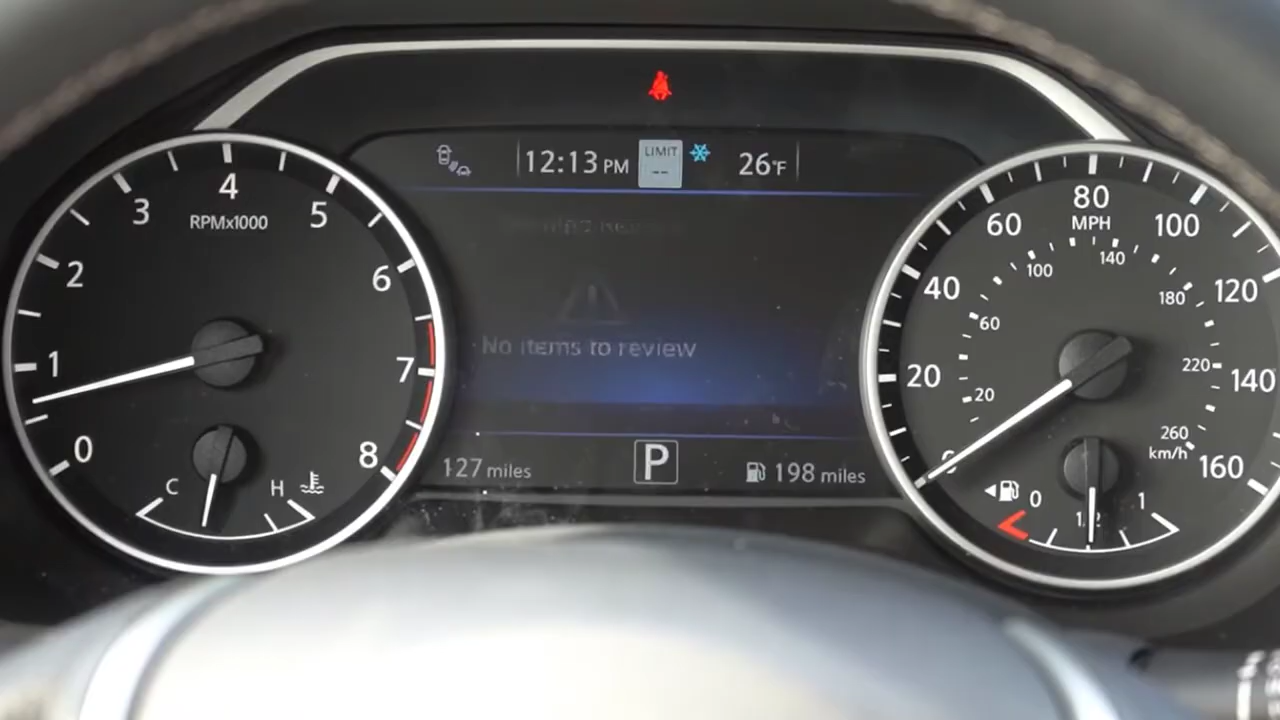 12:13 PM
LIMIT
--
26°F
4
3
5
RPMx1000
2
6
1
7
0
8
C
H
No items to review
127 miles
P
198 miles
80
MPH
60
100
40
120
20
140
0
160
100
140
60
180
20
220
260
km/h
0
1